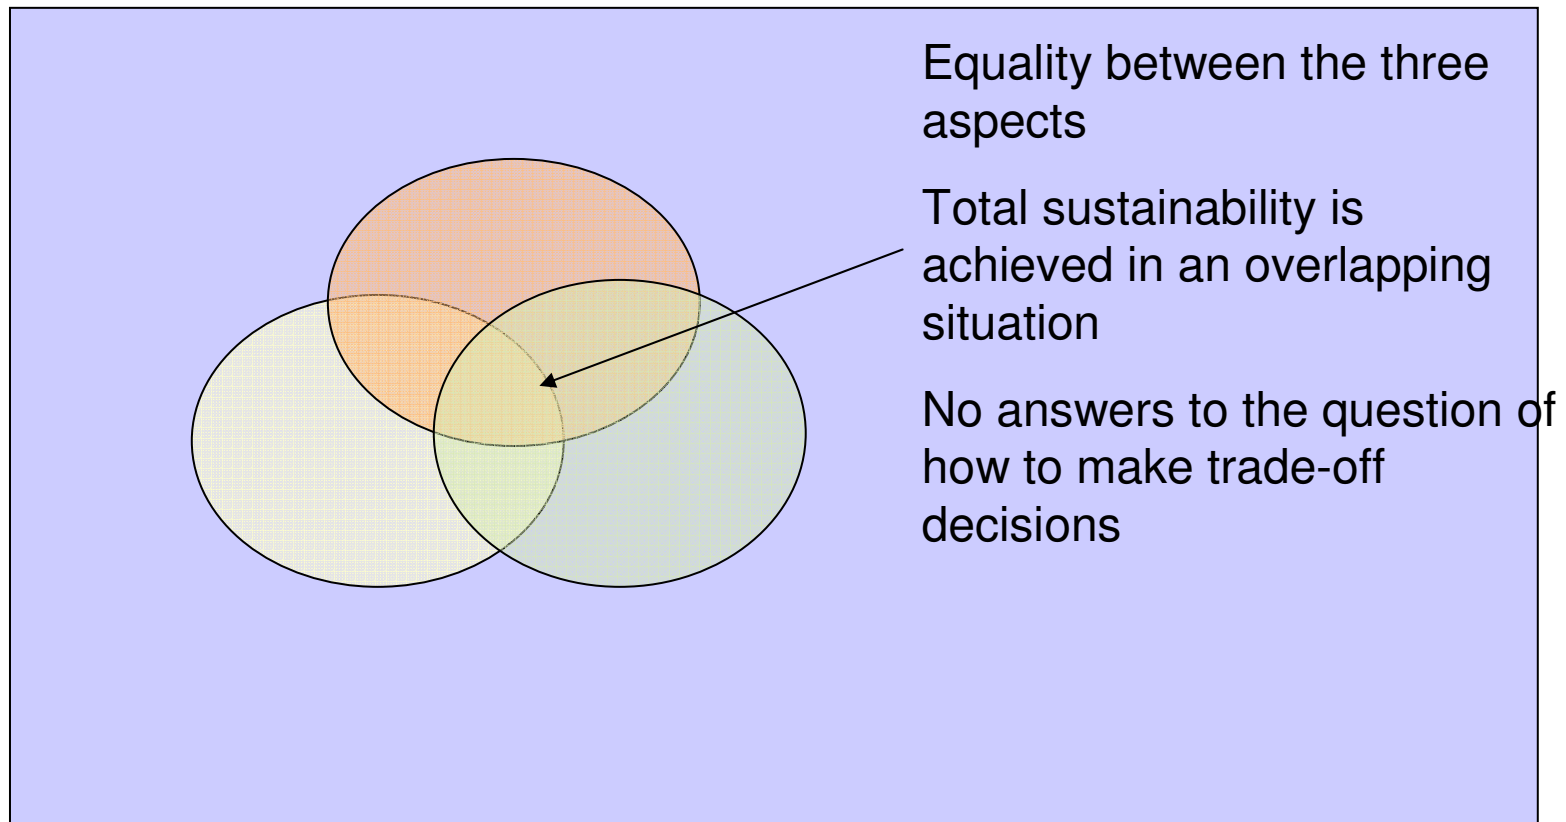 Equality between the three
aspects
Total sustainability is
achieved in an overlapping
situation
No answers to the question of
how to make trade-off
decisions